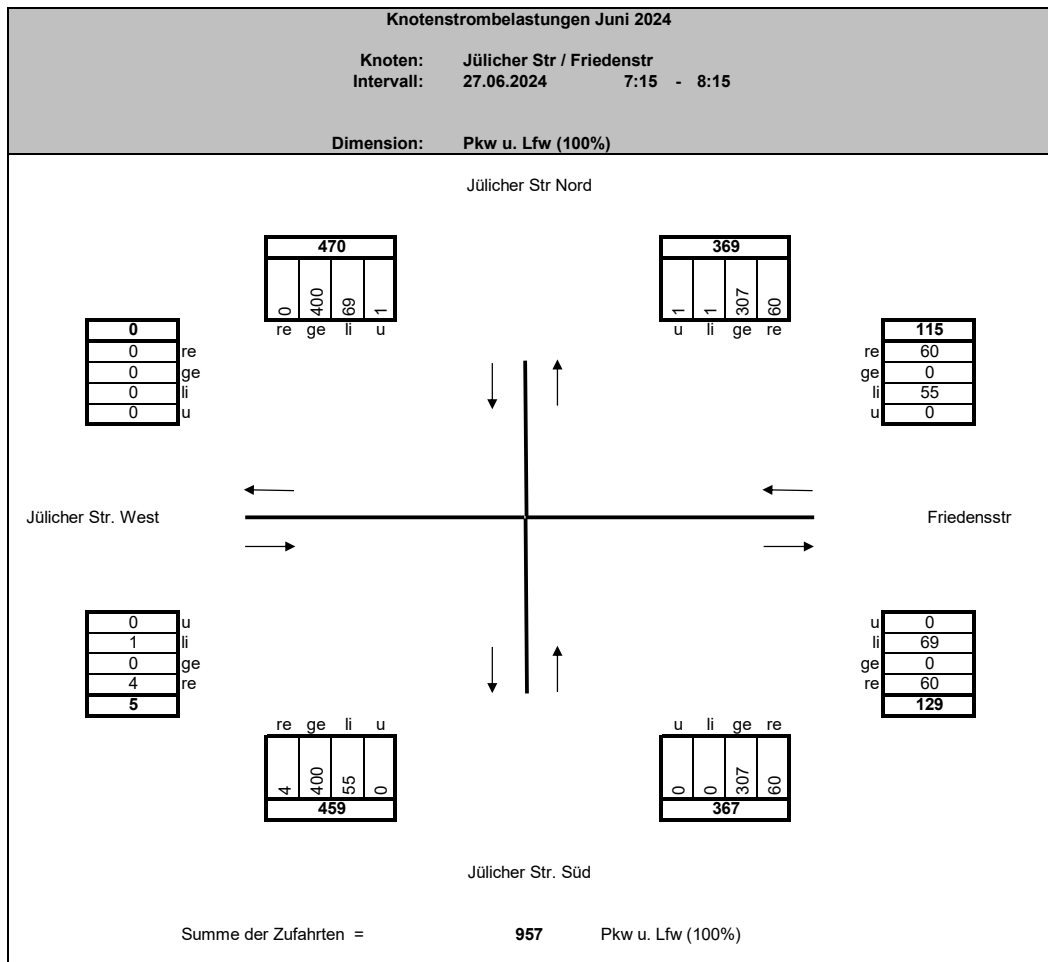 Knotenstrombelastungen Juni 2024
Knoten: Jülicher Str / Friedenstr
Intervall: 27.06.2024 7:15 - 8:15
Dimension: Pkw u. Lfw (100%)
Jülicher Str Nord
470
0 400 69 1
re ge li u
369
1 1 307 60
u li ge re
0
0 re
0 ge
0 li
0 u
115
re 60
ge 0
li 55
u 0
Jülicher Str. West
Friedensstr
0 u
1 li
0 ge
4 re
5
u 0
li 69
ge 0
re 60
129
re ge li u
4 400 55 0
459
u li ge re
0 0 307 60
367
Jülicher Str. Süd
Summe der Zufahrten = 957 Pkw u. Lfw (100%)